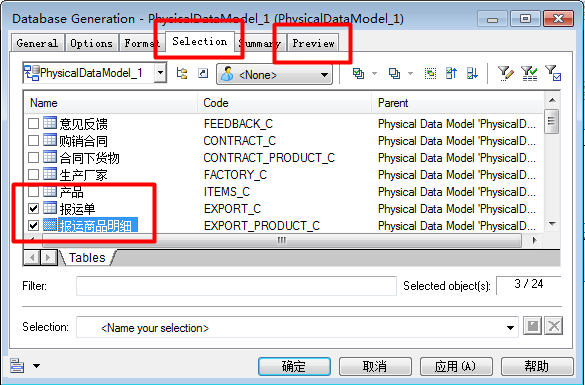 Database Generation - PhysicalDataModel_1 (PhysicalDataModel_1)
General Options Format Selection Summary Preview
PhysicalDataModel_1 <None>
Name Code Parent
意见反馈 FEEDBACK_C Physical Data Model 'PhysicalD...
购销合同 CONTRACT_C Physical Data Model 'PhysicalD...
合同下货物 CONTRACT_PRODUCT_C Physical Data Model 'PhysicalD...
生产厂家 FACTORY_C Physical Data Model 'PhysicalD...
产品 ITEMS_C Physical Data Model 'PhysicalD...
报运单 EXPORT_C Physical Data Model 'PhysicalD...
报运商品明细 EXPORT_PRODUCT_C Physical Data Model 'PhysicalD...
Tables
Filter: Selected object(s): 3 / 24
Selection: <Name your selection>
确定 取消 应用(A) 帮助